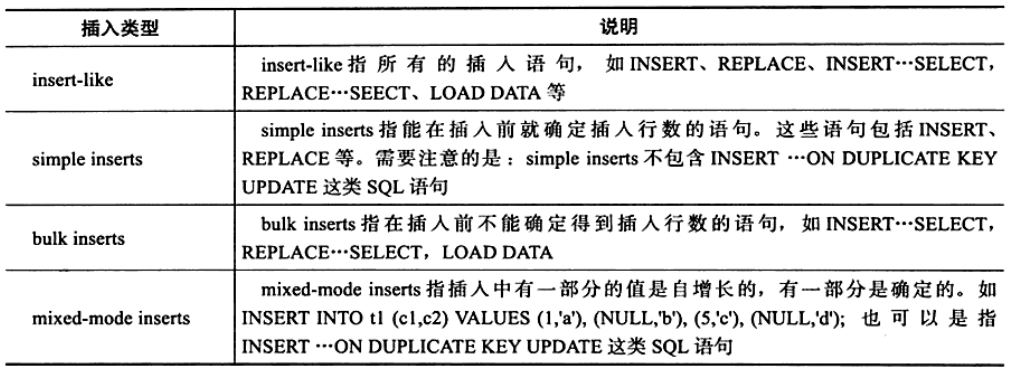 插入类型 说明
insert-like
insert-like 指所有的插入语句，如 INSERT、REPLACE、INSERT…SELECT，
REPLACE…SEECT、LOAD DATA 等
simple inserts
simple inserts 指能在插入前就确定插入行数的语句。这些语句包括 INSERT、
REPLACE 等。需要注意的是：simple inserts 不包含 INSERT …ON DUPLICATE KEY
UPDATE 这类 SQL 语句
bulk inserts
bulk inserts 指在插入前不能确定得到插入行数的语句，如 INSERT…SELECT，
REPLACE…SELECT，LOAD DATA
mixed-mode inserts
mixed-mode inserts 指插入中有一部分的值是自增长的，有一部分是确定的。如
INSERT INTO t1 (c1,c2) VALUES (1,'a'), (NULL,'b'), (5,'c'), (NULL,'d'); 也可以是指
INSERT …ON DUPLICATE KEY UPDATE 这类 SQL 语句